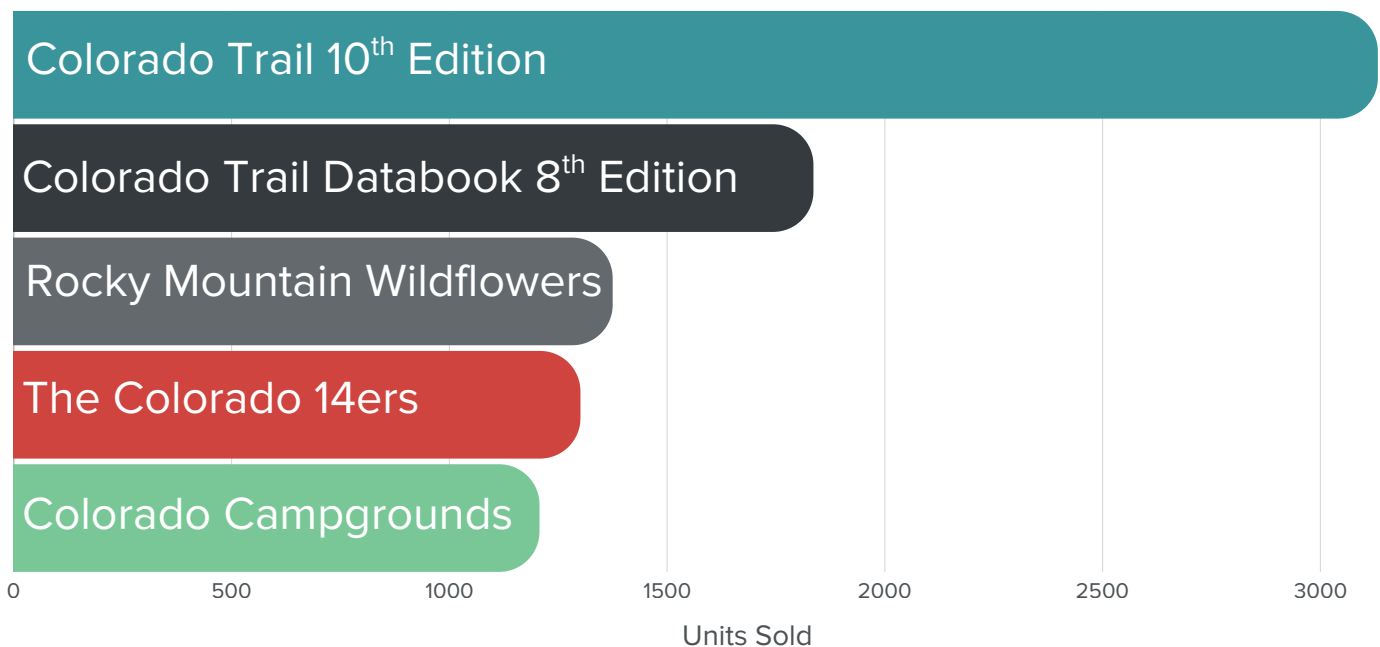 Colorado Trail 10th Edition
Colorado Trail Databook 8th Edition
Rocky Mountain Wildflowers
The Colorado 14ers
Colorado Campgrounds
0 500 1000 1500 2000 2500 3000
Units Sold